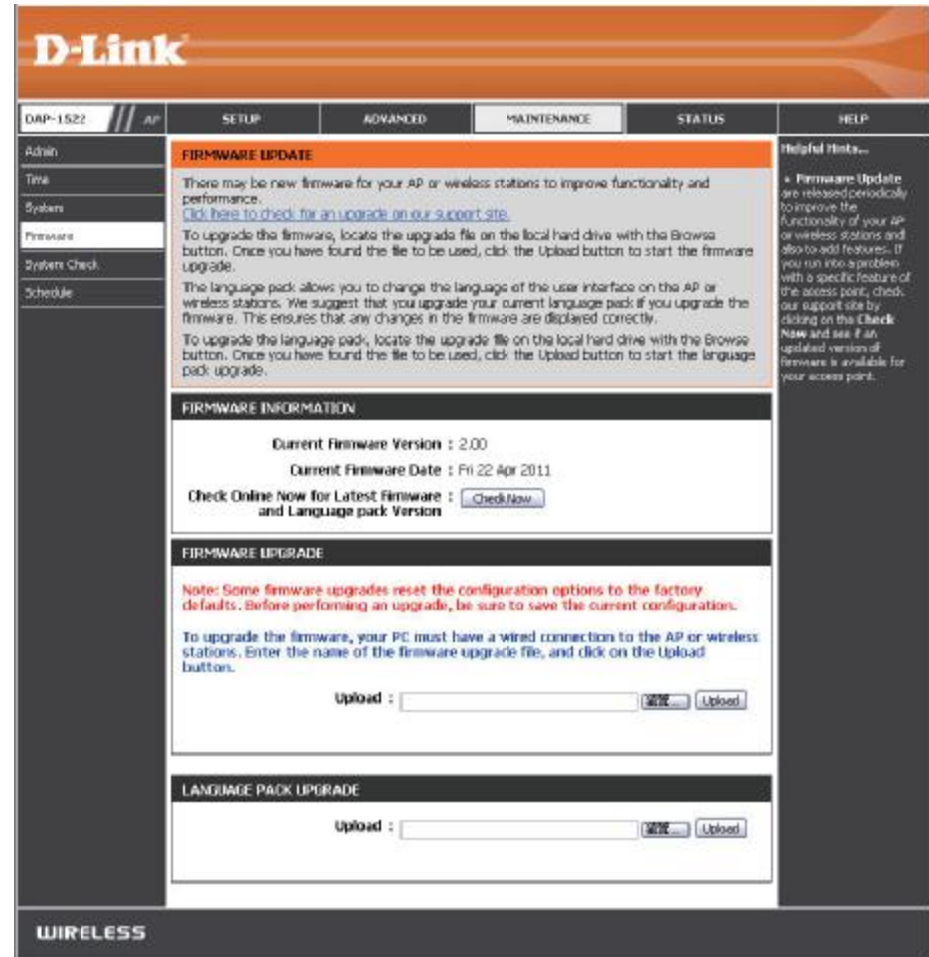 D-Link
DAP-1522 // AP
SETUP
ADVANCED
MAINTENANCE
STATUS
HELP
Admin
Time
System
Firmware
System Check
Schedule
FIRMWARE UPDATE
There may be new firmware for your AP or wireless stations to improve functionality and
performance.
Click here to check for an upgrade on our support site.
To upgrade the firmware, locate the upgrade file on the local hard drive with the Browse
button. Once you have found the file to be used, click the Upload button to start the firmware
upgrade.
The language pack allows you to change the language of the user interface on the AP or
wireless stations. We suggest that you upgrade your current language pack if you upgrade the
firmware. This ensures that any changes in the firmware are displayed correctly.
To upgrade the language pack, locate the upgrade file on the local hard drive with the Browse
button. Once you have found the file to be used, click the Upload button to start the language
pack upgrade.
FIRMWARE INFORMATION
Current Firmware Version : 2.00
Current Firmware Date : Fri 22 Apr 2011
Check Online Now for Latest Firmware :
and Language pack Version
Check Now
FIRMWARE UPGRADE
Note: Some firmware upgrades reset the configuration options to the factory
defaults. Before performing an upgrade, be sure to save the current configuration.
To upgrade the firmware, your PC must have a wired connection to the AP or wireless
stations. Enter the name of the firmware upgrade file, and click on the Upload
button.
Upload :
Upload
LANGUAGE PACK UPGRADE
Upload :
Upload
Helpful Hints...
• Firmware Update
are released periodically
to improve the
functionality of your AP
or wireless stations and
also to add features. If
you run into a problem
with a specific feature of
the access point, check
our support site by
clicking on the Check
Now and see if an
updated version of
firmware is available for
your access point.
WIRELESS